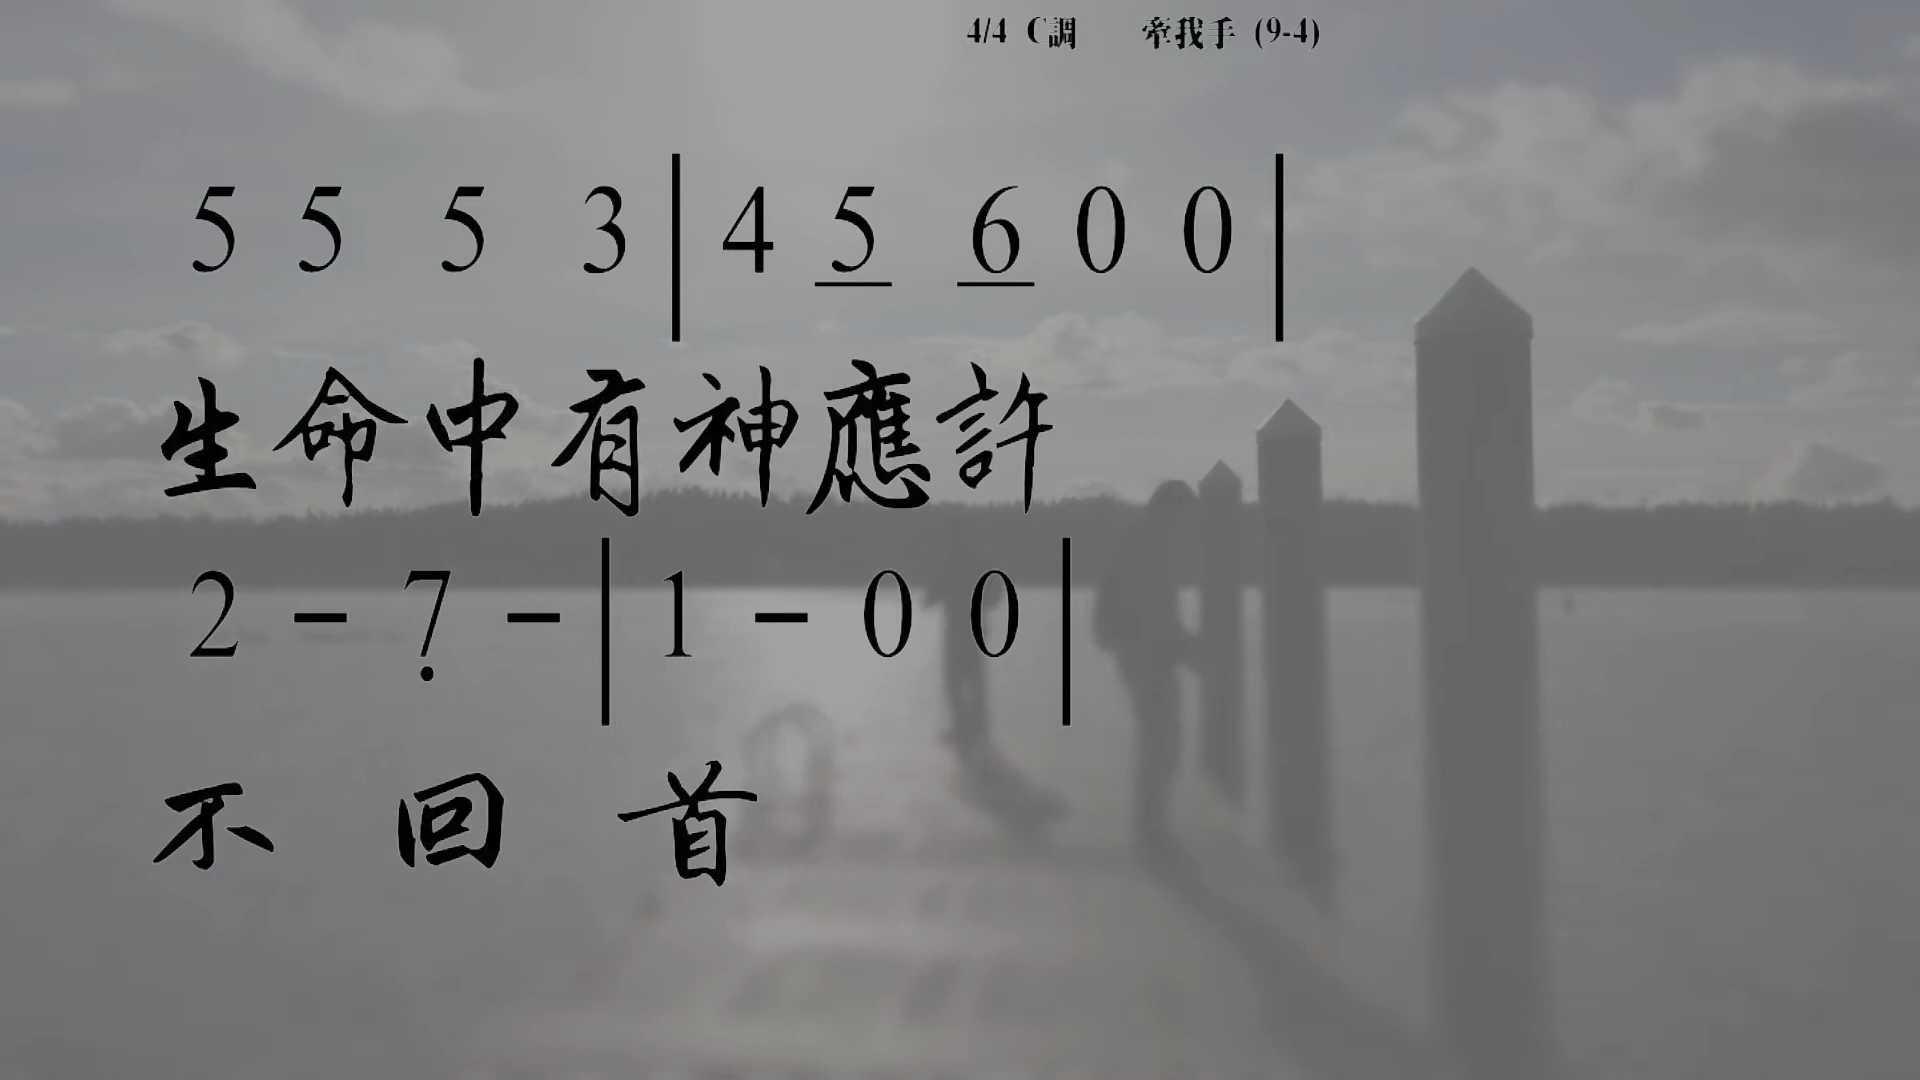 4/4 C調 牽我手 (9-4)
5 5 5 3 | 4 5 6 0 0 |
生命中有神應許
2 - 7̣ - | 1 - 0 0 |
不 回 首